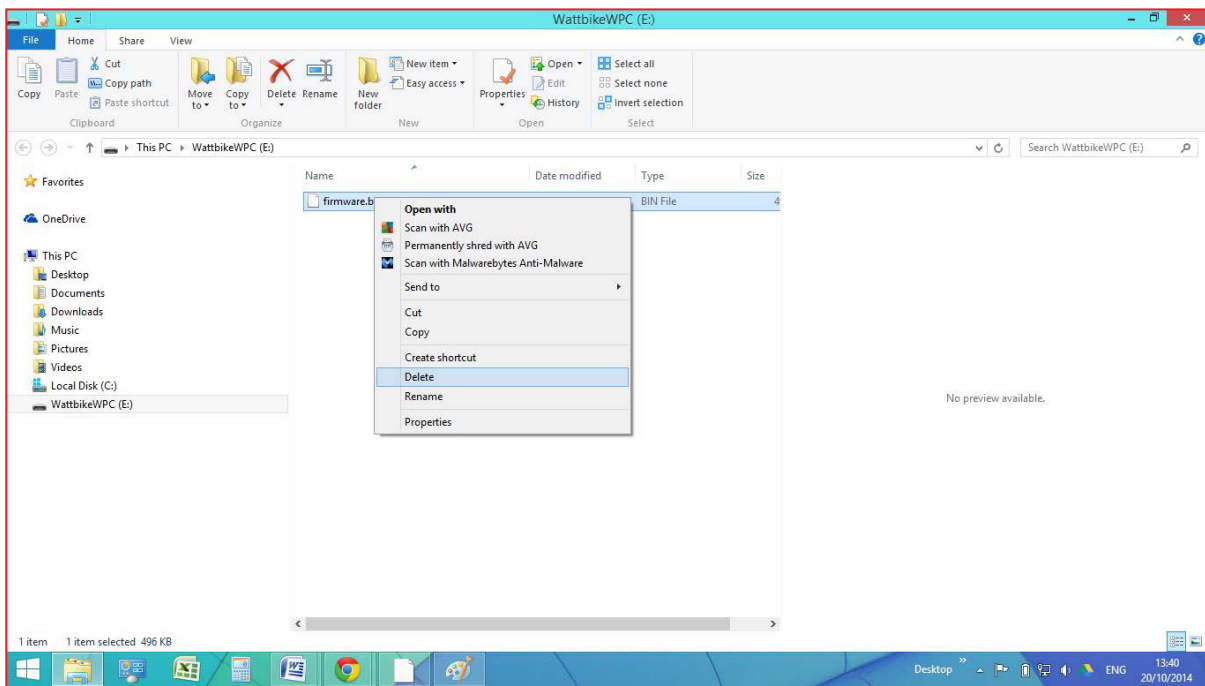 WattbikeWPC (E:)
File Home Share View
Copy
Paste
Cut
Copy path
Paste shortcut
Move to
Copy to
Delete
Rename
New folder
New item
Easy access
Properties
Open
Edit
History
Select all
Select none
Invert selection
Clipboard Organize New Open Select
This PC WattbikeWPC (E:) Search WattbikeWPC (E:)
Name Date modified Type Size
firmware.b BIN File 4
Favorites
OneDrive
This PC
Desktop
Documents
Downloads
Music
Pictures
Videos
Local Disk (C:)
WattbikeWPC (E:)
Open with
Scan with AVG
Permanently shred with AVG
Scan with Malwarebytes Anti-Malware
Send to
Cut
Copy
Create shortcut
Delete
Rename
Properties
No preview available.
1 item 1 item selected 496 KB
Desktop ENG 13:40
20/10/2014